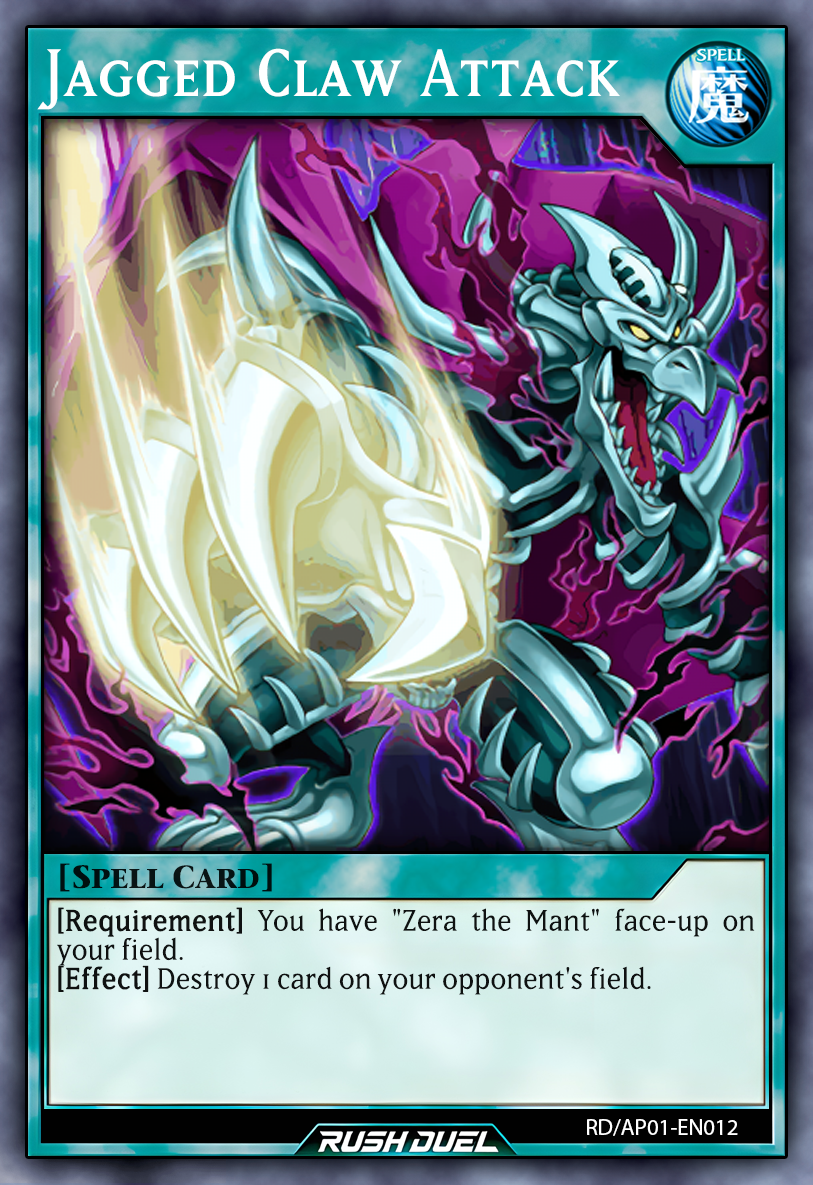 Jagged Claw Attack
SPELL
魔
[Spell Card]
[Requirement] You have "Zera the Mant" face-up on
your field.
[Effect] Destroy 1 card on your opponent's field.
RD/AP01-EN012
RUSH DUEL